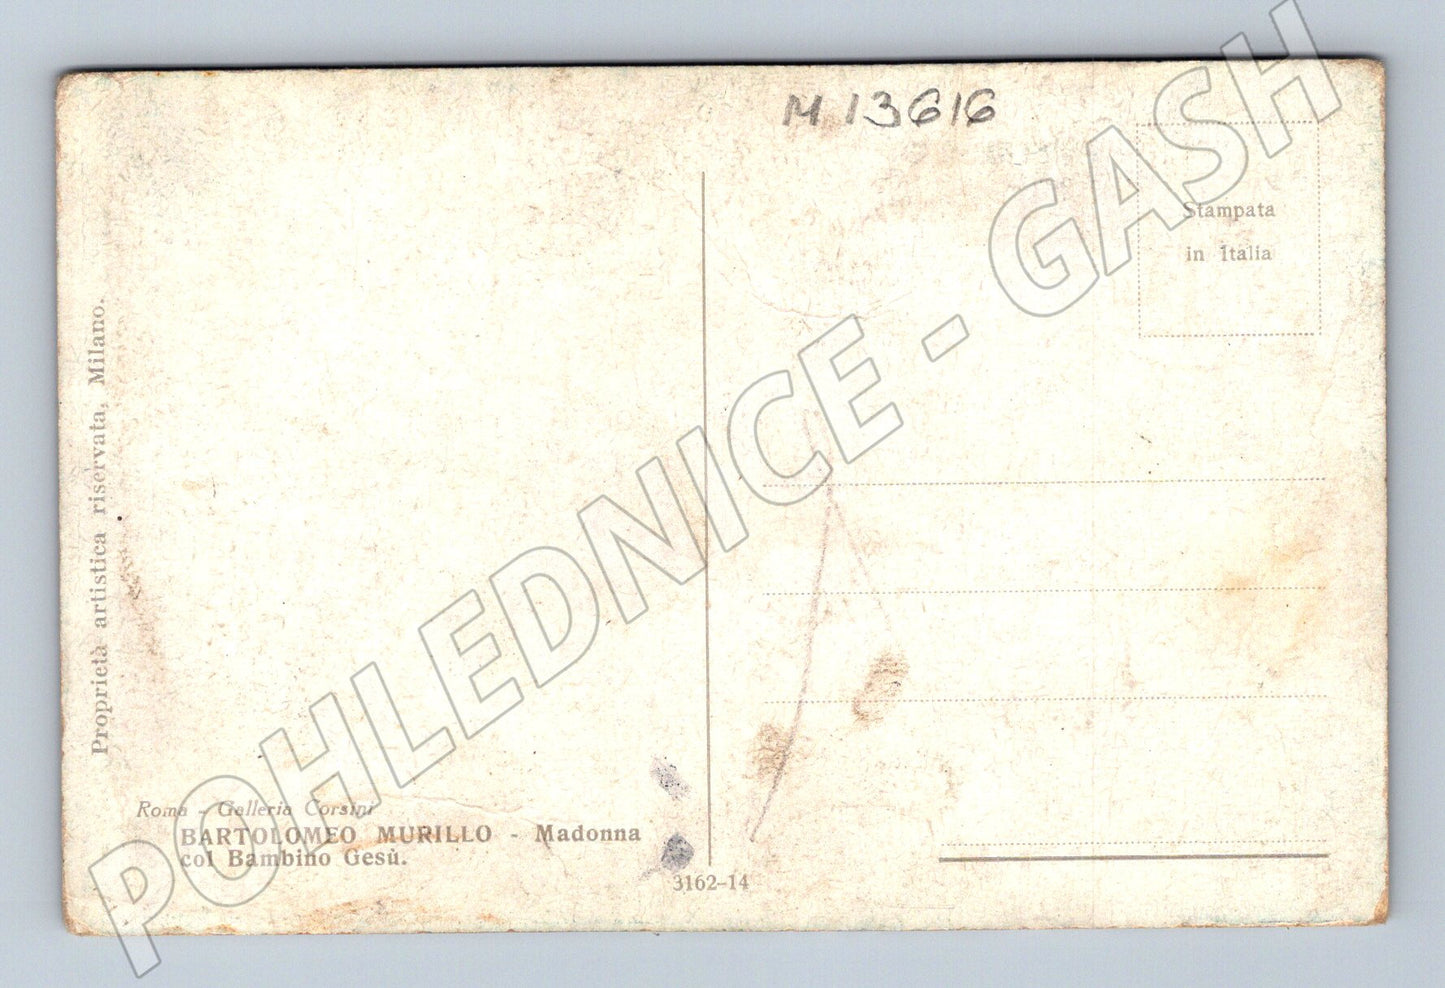 M 13616
Stampata
in Italia
Proprietà artistica riservata, Milano.
Roma - Galleria Corsini
BARTOLOMEO MURILLO - Madonna
col Bambino Gesù.
3162-14
POHLEDNICE - GASH